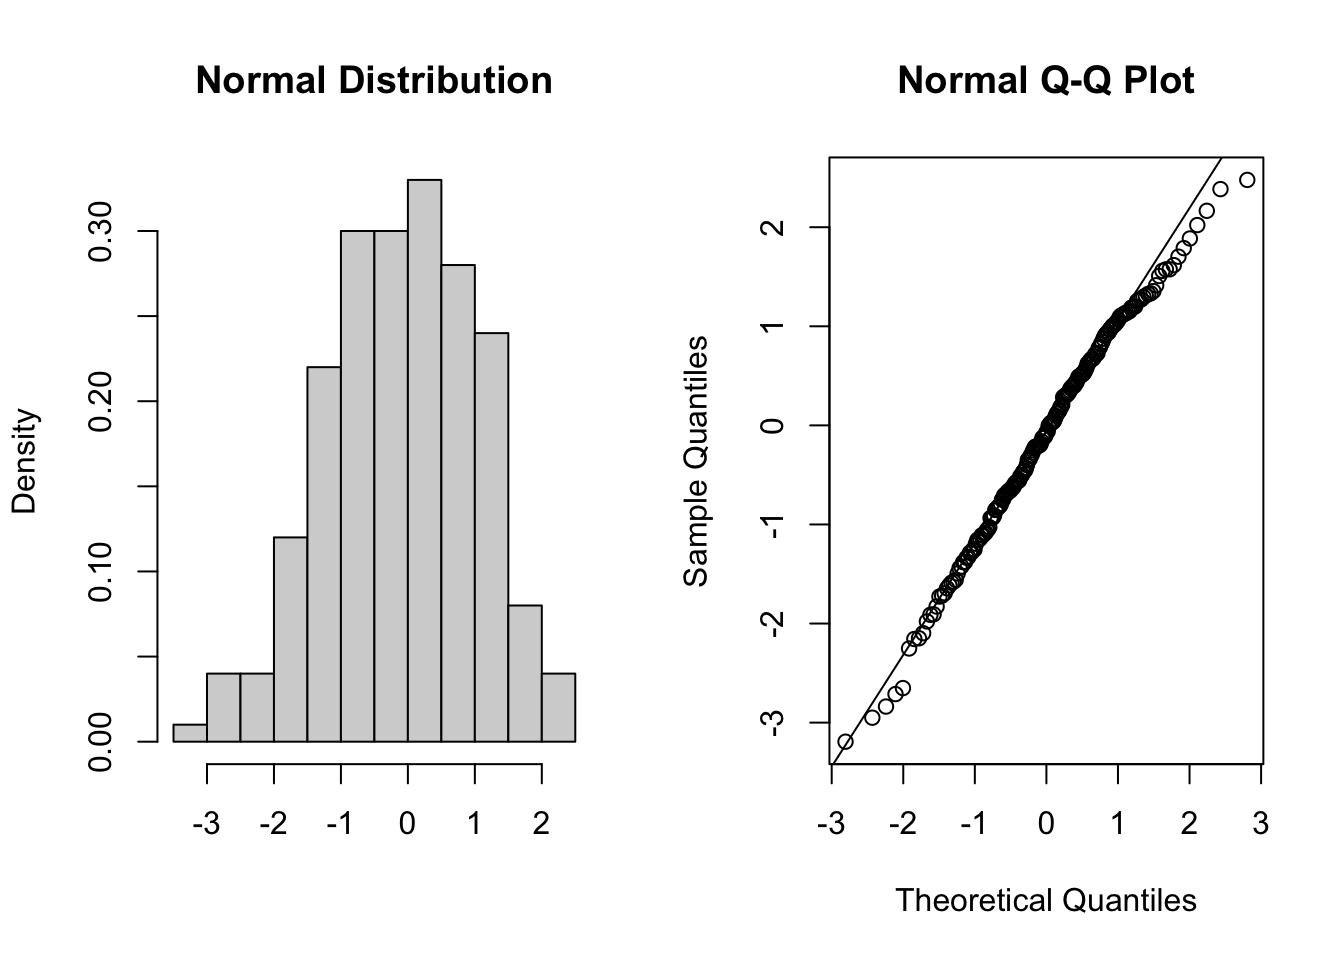 Normal Distribution
Density
0.00 0.10 0.20 0.30
-3 -2 -1 0 1 2
Normal Q-Q Plot
Sample Quantiles
-3 -2 -1 0 1 2
-3 -2 -1 0 1 2 3
Theoretical Quantiles